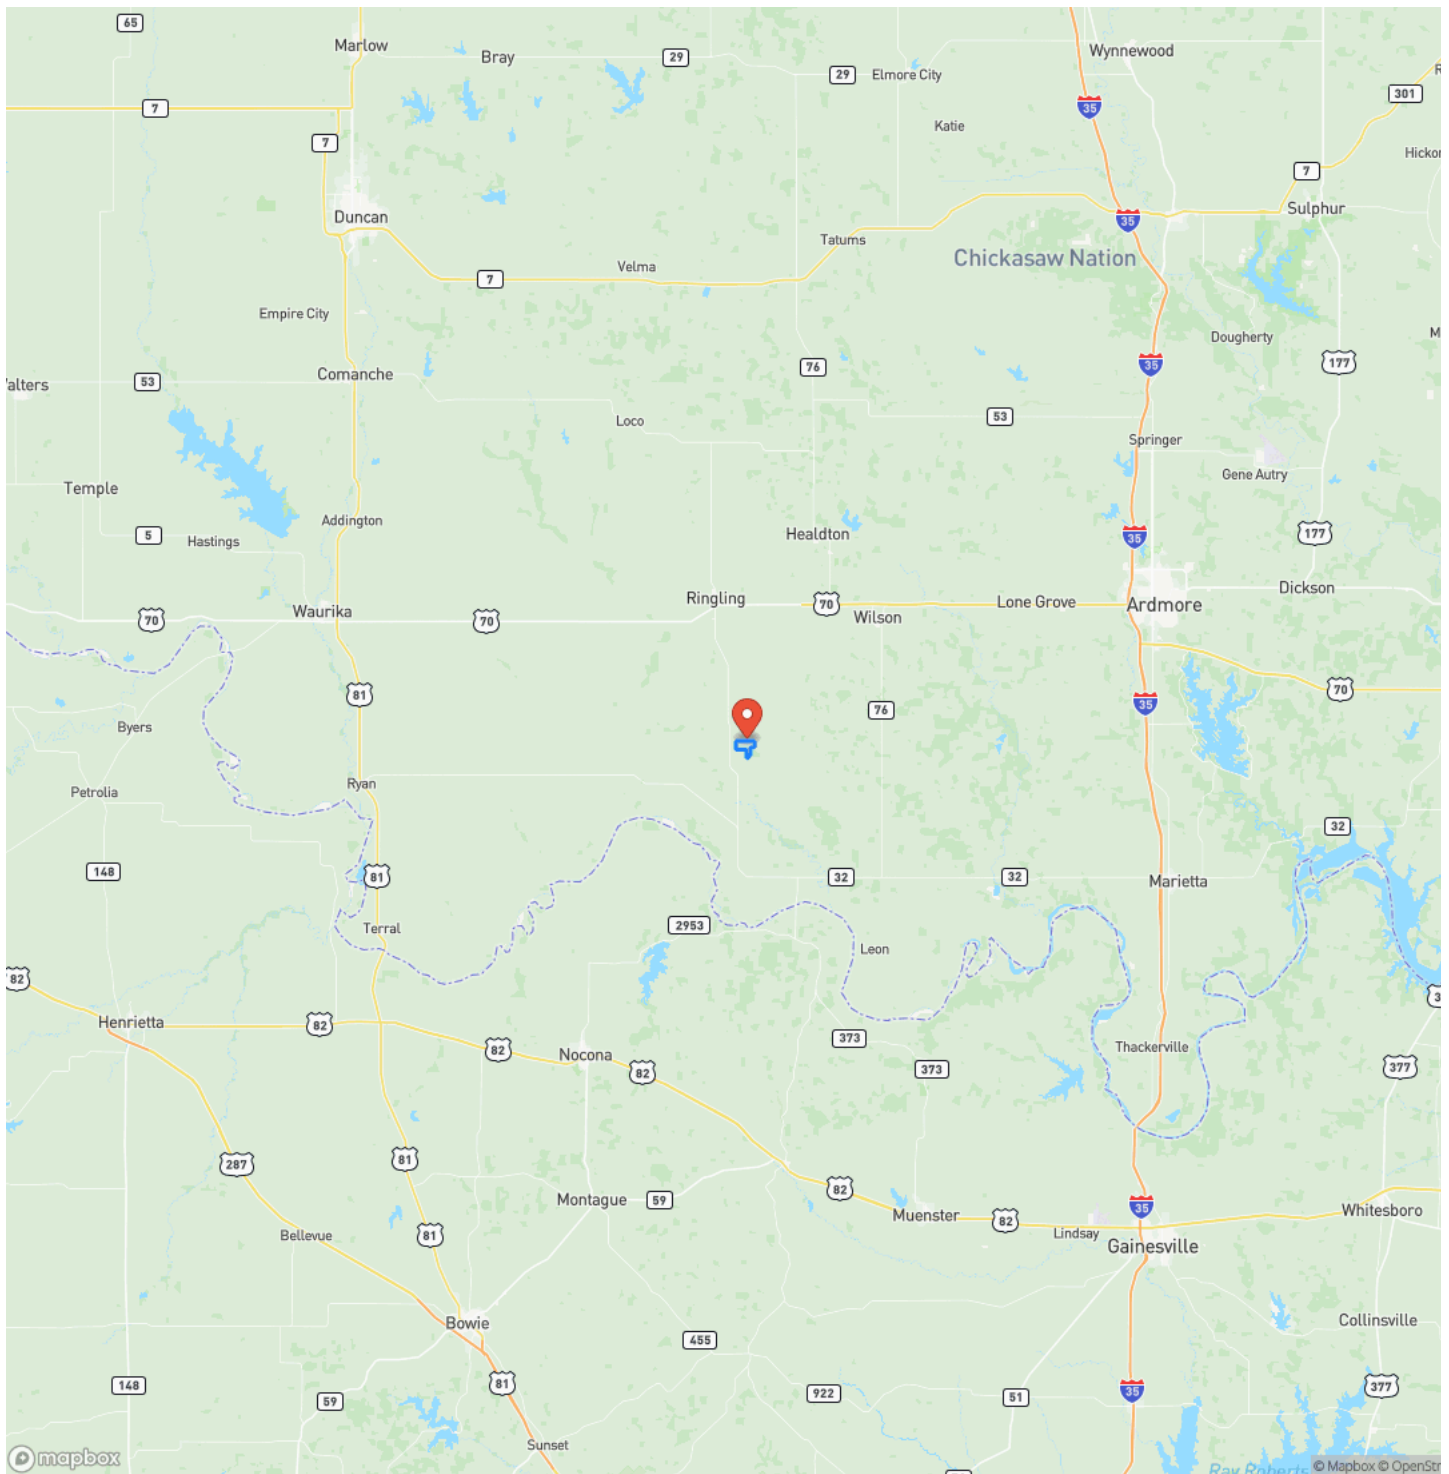 65
Marlow
Bray
29
29
Elmore City
Wynnewood
301
7
35
Katie
7
Hickor
7
Duncan
35
Sulphur
Tatums
Chickasaw Nation
7
Velma
Empire City
Dougherty
M
76
35
177
Comanche
53
alters
Loco
53
Springer
Gene Autry
Temple
Addington
5
Hastings
Healdton
35
177
Waurika
70
70
Ringling
70
Wilson
Lone Grove
Ardmore
Dickson
81
76
35
70
Byers
Ryan
Petrolia
32
148
81
32
32
Marietta
Terral
2953
Leon
82
Henrietta
82
3
82
Nocona
82
373
373
Thackerville
377
287
81
82
Montague
59
Muenster
82
35
Whitesboro
Bellevue
81
Lindsay
Gainesville
Bowie
455
Collinsville
148
59
81
922
51
35
377
Sunset
mapbox
Ray Roberts
© Mapbox © OpenStr